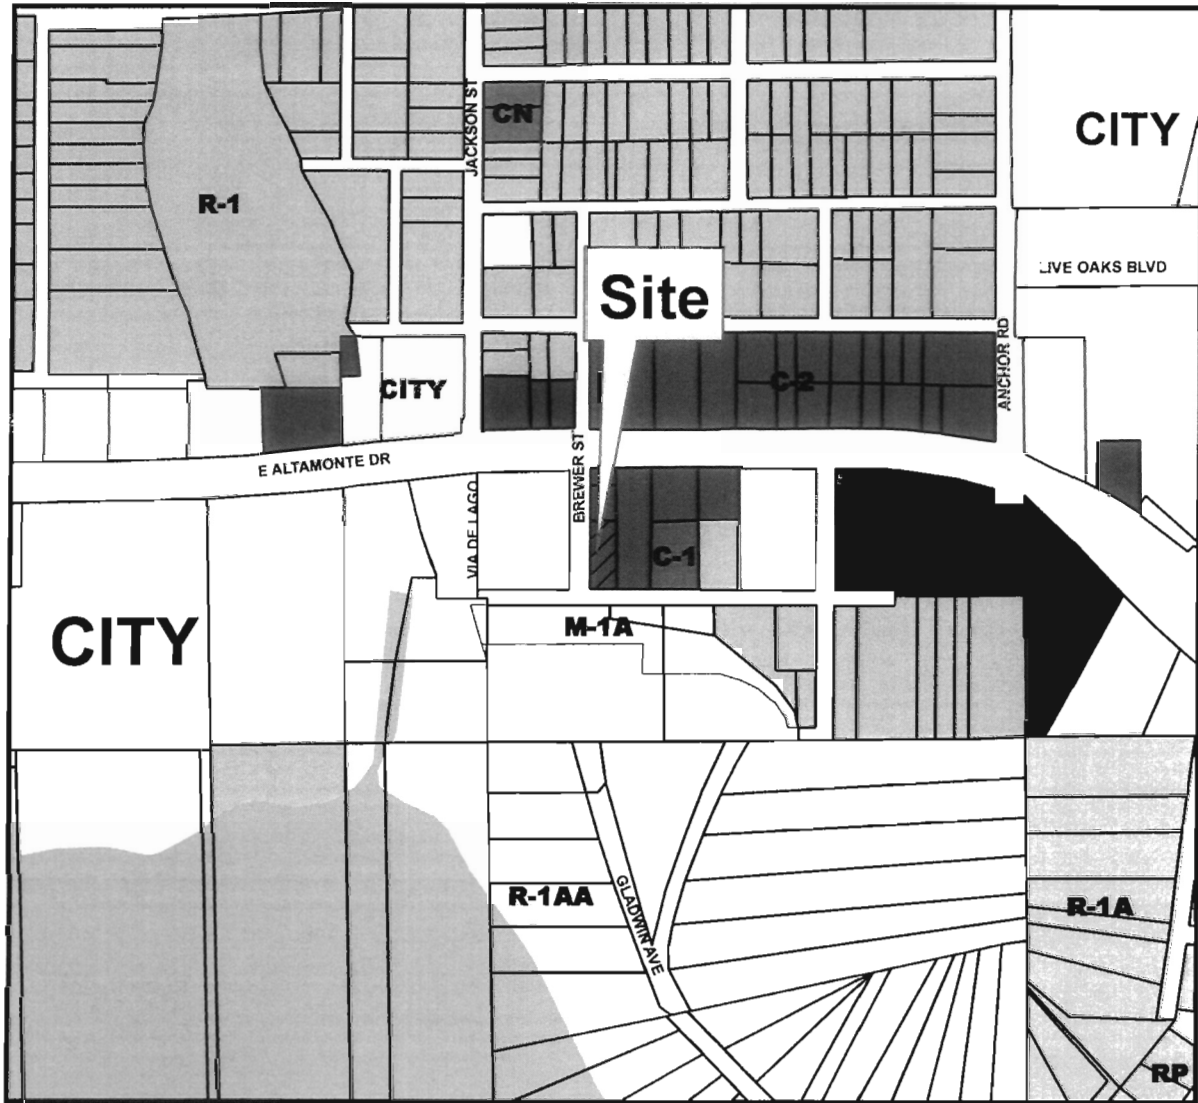 JACKSON ST
CN
CITY
R-1
LIVE OAKS BLVD
Site
ANCHOR RD
C-2
CITY
E ALTAMONTE DR
BREWER ST
VIA DE LAGO
C-1
CITY
M-1A
R-1AA
GLADWIN AVE
R-1A
RP